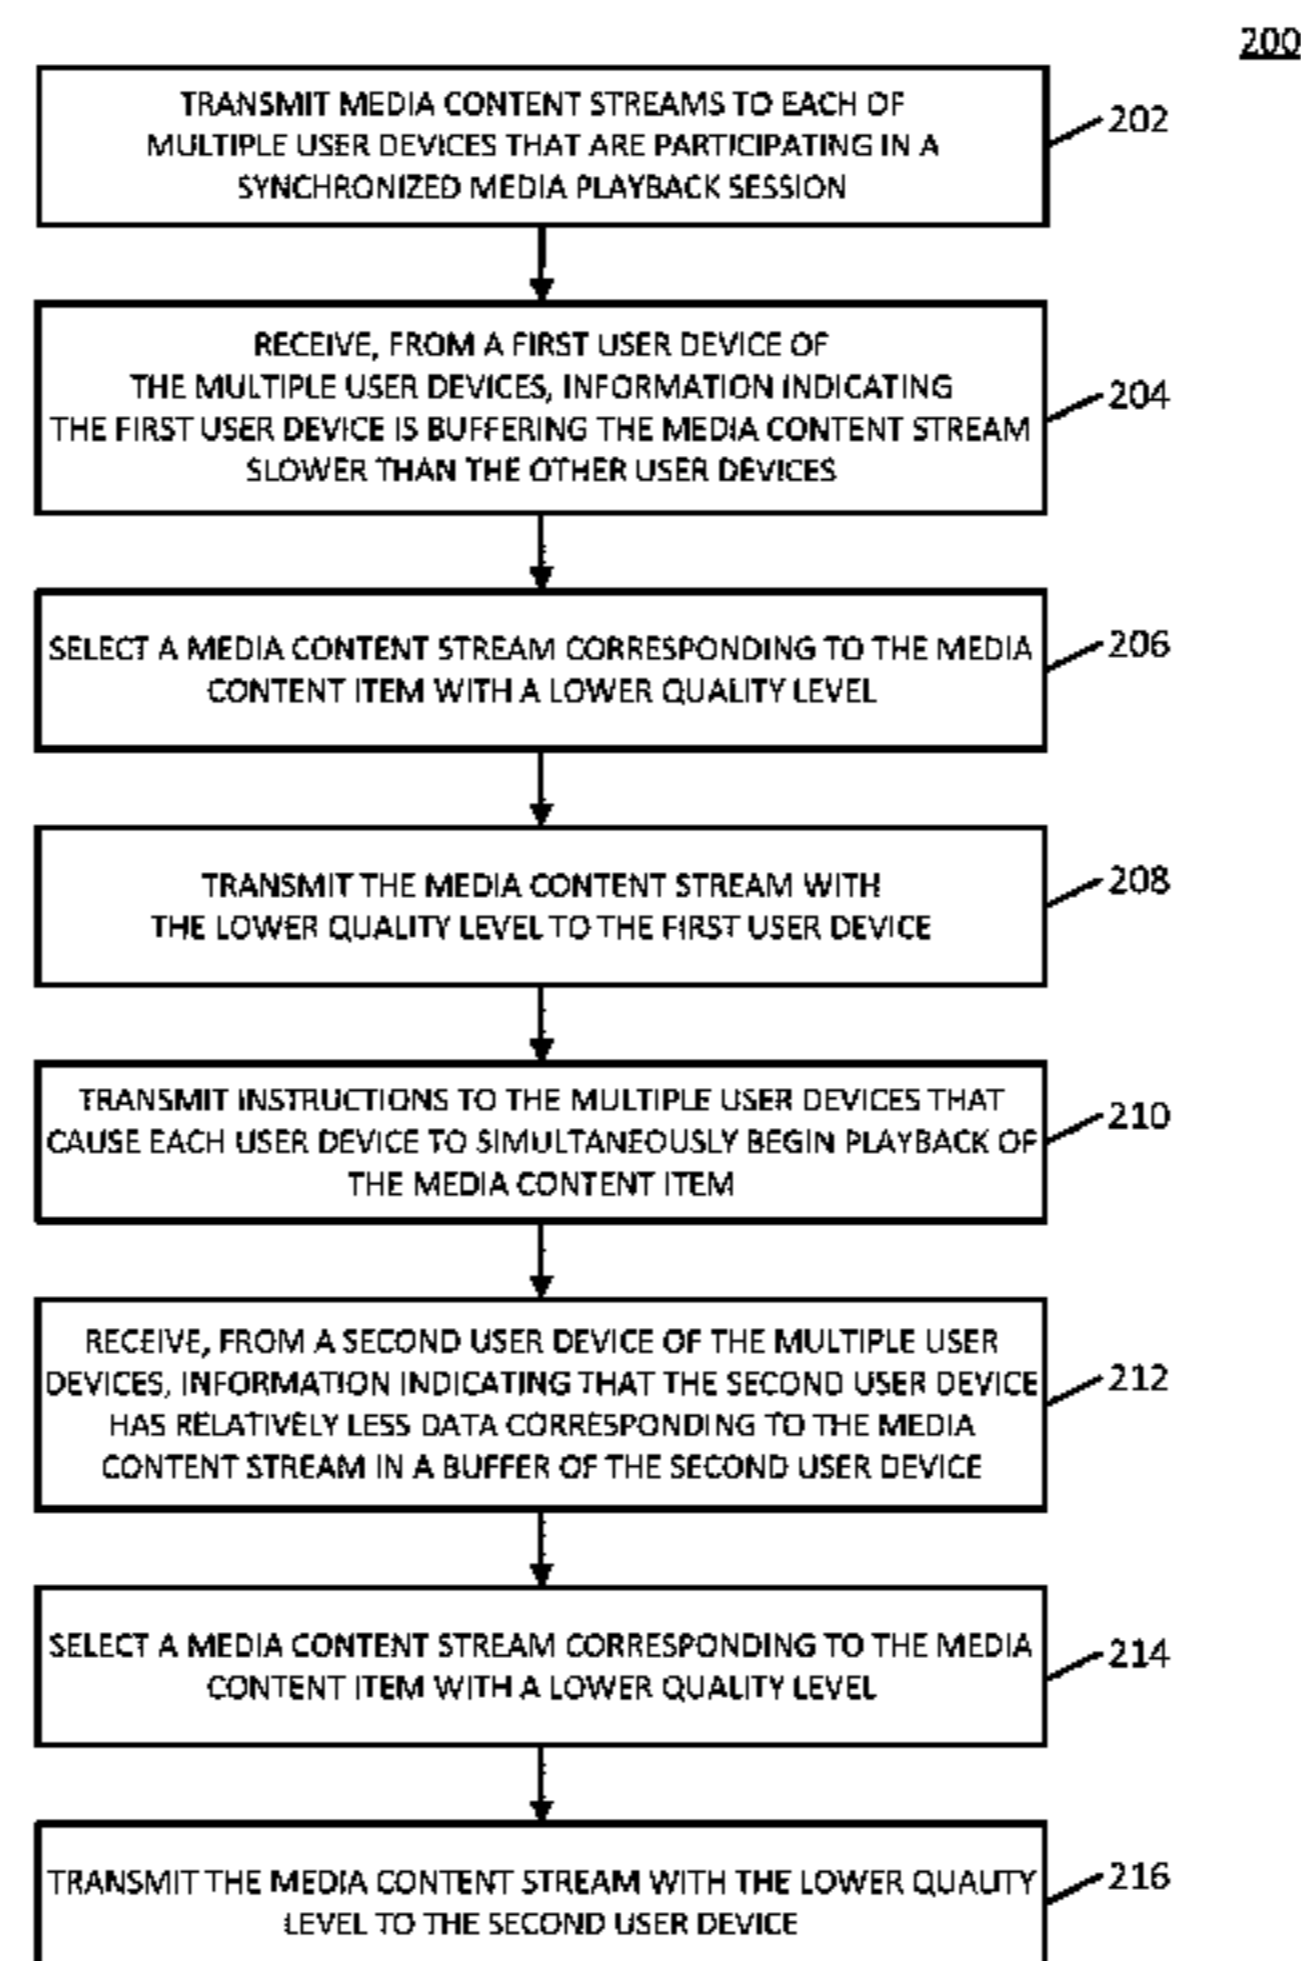 200
TRANSMIT MEDIA CONTENT STREAMS TO EACH OF
MULTIPLE USER DEVICES THAT ARE PARTICIPATING IN A
SYNCHRONIZED MEDIA PLAYBACK SESSION
202
RECEIVE, FROM A FIRST USER DEVICE OF
THE MULTIPLE USER DEVICES, INFORMATION INDICATING
THE FIRST USER DEVICE IS BUFFERING THE MEDIA CONTENT STREAM
SLOWER THAN THE OTHER USER DEVICES
204
SELECT A MEDIA CONTENT STREAM CORRESPONDING TO THE MEDIA
CONTENT ITEM WITH A LOWER QUALITY LEVEL
206
TRANSMIT THE MEDIA CONTENT STREAM WITH
THE LOWER QUALITY LEVEL TO THE FIRST USER DEVICE
208
TRANSMIT INSTRUCTIONS TO THE MULTIPLE USER DEVICES THAT
CAUSE EACH USER DEVICE TO SIMULTANEOUSLY BEGIN PLAYBACK OF
THE MEDIA CONTENT ITEM
210
RECEIVE, FROM A SECOND USER DEVICE OF THE MULTIPLE USER
DEVICES, INFORMATION INDICATING THAT THE SECOND USER DEVICE
HAS RELATIVELY LESS DATA CORRESPONDING TO THE MEDIA
CONTENT STREAM IN A BUFFER OF THE SECOND USER DEVICE
212
SELECT A MEDIA CONTENT STREAM CORRESPONDING TO THE MEDIA
CONTENT ITEM WITH A LOWER QUALITY LEVEL
214
TRANSMIT THE MEDIA CONTENT STREAM WITH THE LOWER QUALITY
LEVEL TO THE SECOND USER DEVICE
216